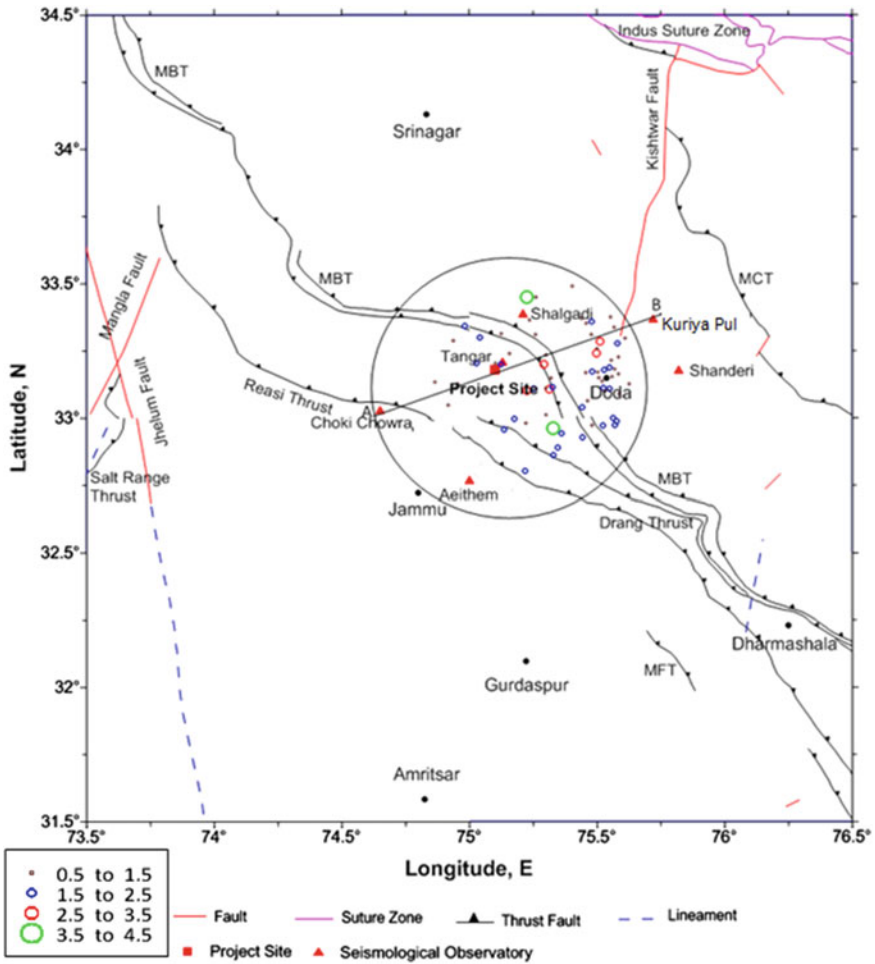 34.5°
34°
33.5°
33°
32.5°
32°
31.5°
Latitude, N
Indus Suture Zone
MBT
Srinagar
Kishtwar Fault
MBT
MCT
Mangla Fault
B
Shalgadi
Kuriya Pul
Tangar
Shanderi
Project Site
Doda
Reasi Thrust
A
Choki Chowra
Jhelum Fault
Salt Range
Thrust
Aeithem
MBT
Jammu
Drang Thrust
Dharmashala
MFT
Gurdaspur
Amritsar
73.5° 74° 74.5° 75° 75.5° 76° 76.5°
Longitude, E
0.5 to 1.5
1.5 to 2.5
2.5 to 3.5
3.5 to 4.5
Fault Suture Zone Thrust Fault Lineament
Project Site Seismological Observatory